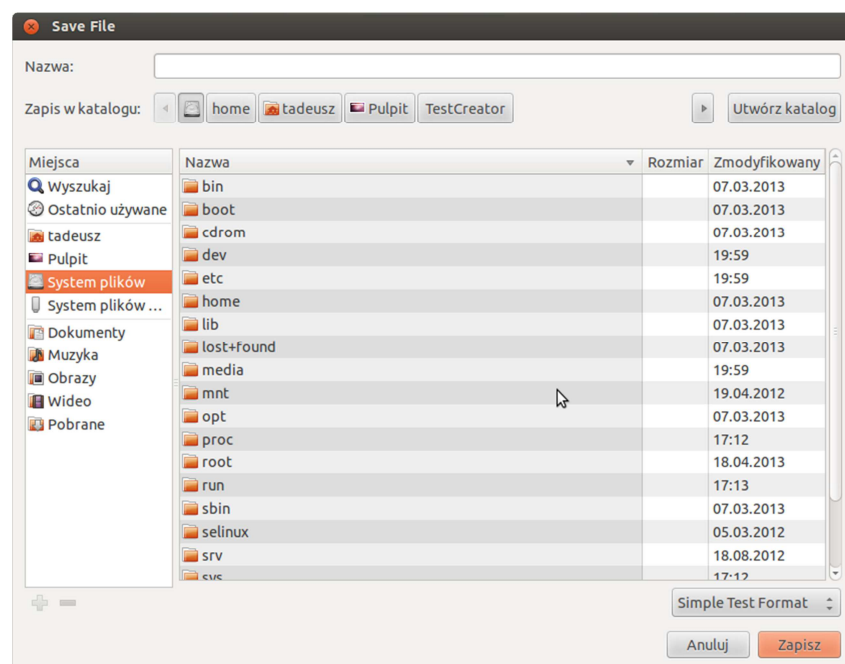 Save File
Nazwa:
Zapis w katalogu: home tadeusz Pulpit TestCreator Utwórz katalog
Miejsca
Wyszukaj
Ostatnio używane
tadeusz
Pulpit
System plików
System plików ...
Dokumenty
Muzyka
Obrazy
Wideo
Pobrane
Nazwa Rozmiar Zmodyfikowany
bin 07.03.2013
boot 07.03.2013
cdrom 07.03.2013
dev 19:59
etc 19:59
home 07.03.2013
lib 07.03.2013
lost+found 07.03.2013
media 19:59
mnt 19.04.2012
opt 07.03.2013
proc 17:12
root 18.04.2013
run 17:13
sbin 07.03.2013
selinux 05.03.2012
srv 18.08.2012
sys 17:12
Simple Test Format
Anuluj Zapisz